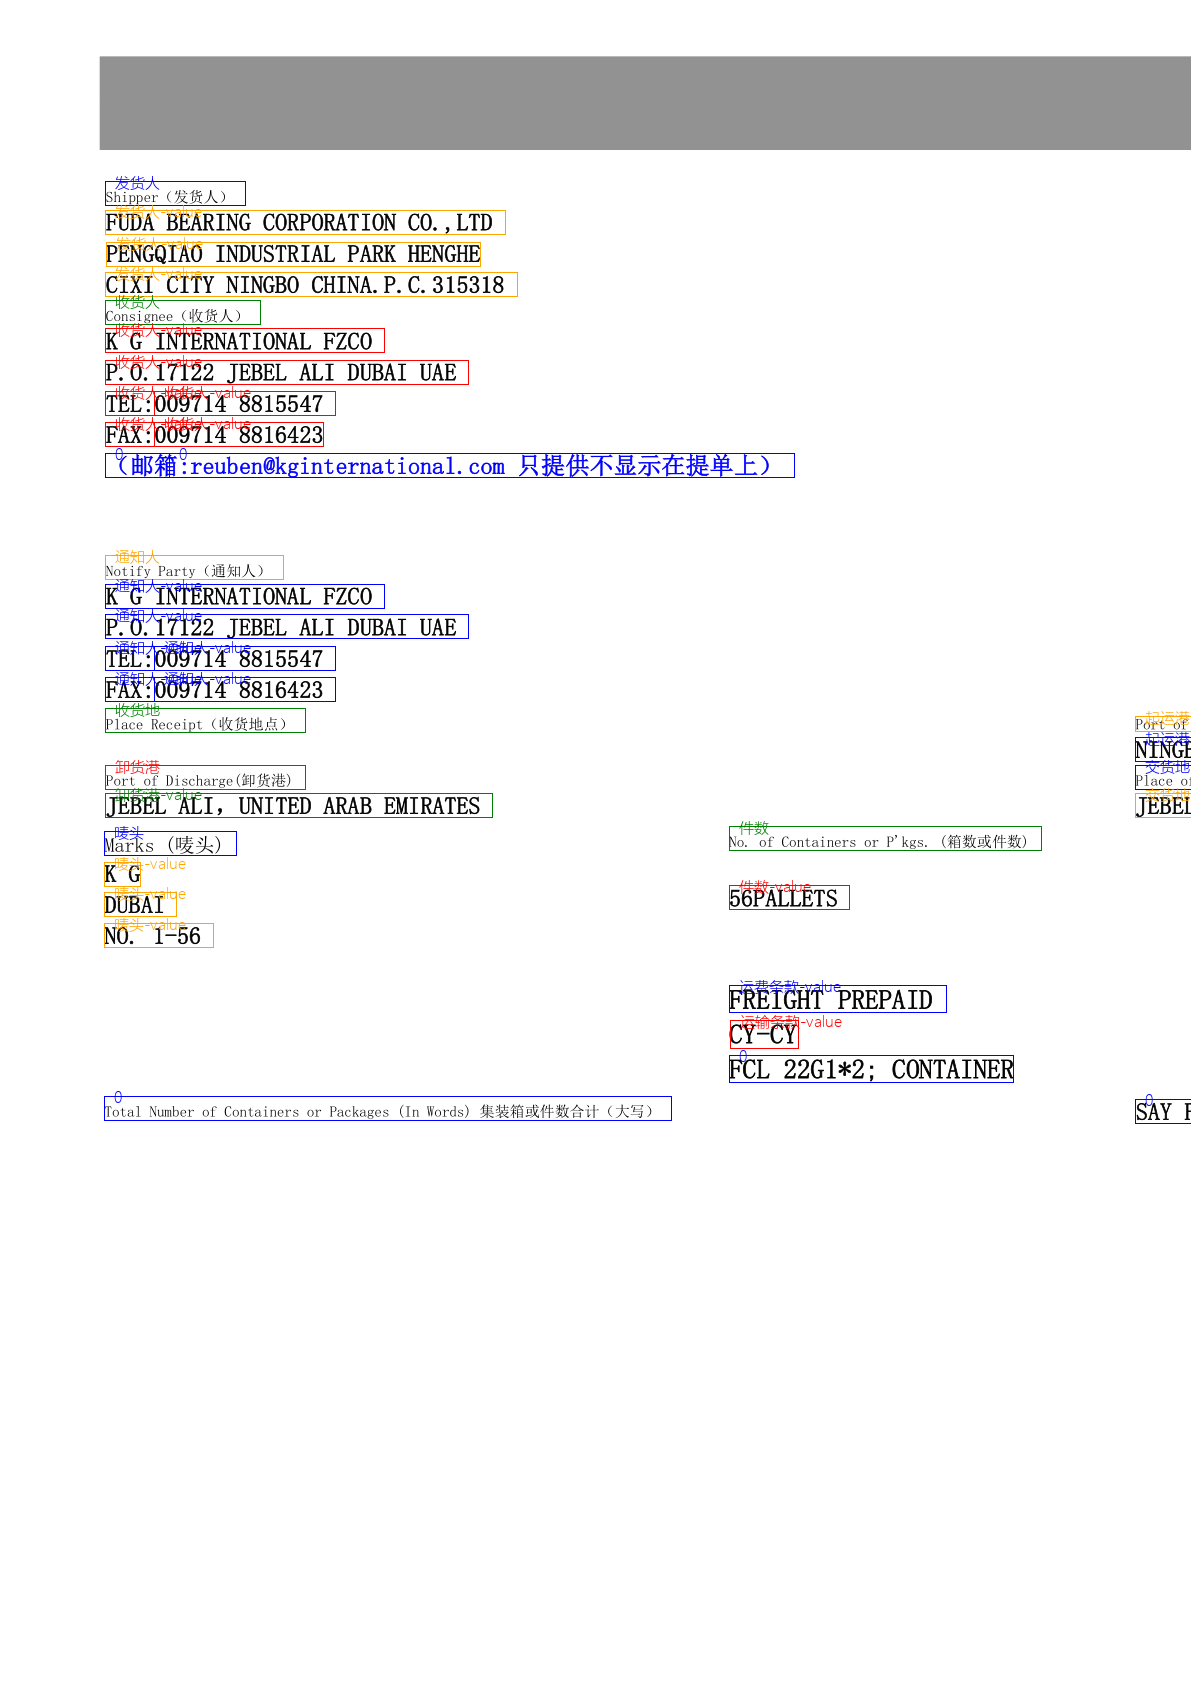 发货人
Shipper（发货人）
发货人-value
FUDA BEARING CORPORATION CO.,LTD
发货人-value
PENGQIAO INDUSTRIAL PARK HENGHE
发货人-value
CIXI CITY NINGBO CHINA.P.C.315318
收货人
Consignee（收货人）
收货人-value
K G INTERNATIONAL FZCO
收货人-value
P.O.17122 JEBEL ALI DUBAI UAE
收货人-value 收货人-value
TEL:009714 8815547
收货人-value 收货人-value
FAX:009714 8816423
0 0
（邮箱:reuben@kginternational.com 只提供不显示在提单上）
通知人
Notify Party（通知人）
通知人-value
K G INTERNATIONAL FZCO
通知人-value
P.O.17122 JEBEL ALI DUBAI UAE
通知人-value 通知人-value
TEL:009714 8815547
通知人-value 通知人-value
FAX:009714 8816423
收货地
Place Receipt（收货地点）
起运港
Port of
起运港
NINGB
卸货港
Port of Discharge(卸货港)
交货地
Place of
卸货港-value
JEBEL ALI, UNITED ARAB EMIRATES
交货地
JEBEL
唛头
Marks (唛头)
件数
No. of Containers or P'kgs. (箱数或件数)
唛头-value
K G
件数-value
56PALLETS
唛头-value
DUBAI
唛头-value
NO. 1-56
运费条款-value
FREIGHT PREPAID
运输条款-value
CY-CY
0
FCL 22G1*2; CONTAINER
0
Total Number of Containers or Packages (In Words) 集装箱或件数合计（大写）
0
SAY